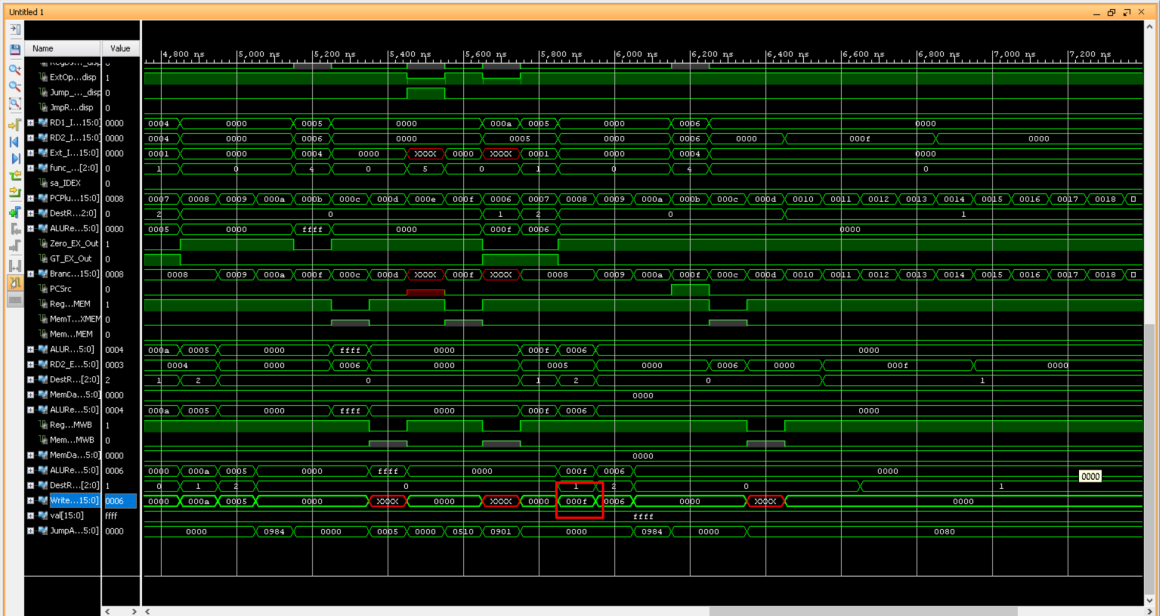 Untitled 1
Name Value
4,800 ns 5,000 ns 5,200 ns 5,400 ns 5,600 ns 5,800 ns 6,000 ns 6,200 ns 6,400 ns 6,600 ns 6,800 ns 7,000 ns 7,200 ns
ExtOp...disp 1
Jump_..._disp 0
JmpR...disp 0
RD1_I...15:0] 0000 0004 0000 0005 0000 000a 0005 0000 0006 0000
RD2_I...15:0] 0000 0004 0000 0006 0000 0005 0000 0006 0000 000f 0000
Ext_I...15:0] 0000 0001 0000 0004 0000 XXXX 0000 XXXX 0001 0000 0004 0000
func_...[2:0] 0 1 0 4 0 5 0 1 0 4 0
sa_IDEX 0
PCPlu...15:0] 0008 0007 0008 0009 000a 000b 000c 000d 000e 000f 0006 0007 0008 0009 000a 000b 000c 000d 0010 0011 0012 0013 0014 0015 0016 0017 0018
DestR...2:0] 0 2 0 1 2 0 1
ALURe...5:0] 0000 0005 0000 ffff 0000 000f 0006 0000
Zero_EX_Out 1
GT_EX_Out 0
Branc...15:0] 0008 0008 0009 000a 000f 000c 000d XXXX 000f XXXX 0008 0009 000a 000f 000c 000d 0010 0011 0012 0013 0014 0015 0016 0017 0018
PCSrc 0
Reg...MEM 1
MemT...XMEM 0
Mem...MEM 0
ALUR...5:0] 0004 000a 0005 0000 ffff 0000 000f 0006 0000
RD2_E...5:0] 0003 0004 0000 0006 0000 0005 0000 0006 0000 000f 0000
DestR...[2:0] 2 1 2 0 1 2 0 1
MemDa...5:0] 0000 0000
ALURe...5:0] 0004 000a 0005 0000 ffff 0000 000f 0006 0000
Reg...MWB 1
Mem...MWB 0
MemDa...5:0] 0000 0000
ALURe...5:0] 0006 0000 000a 0005 0000 ffff 0000 000f 0006 0000
0000
DestR...[2:0] 1 0 1 2 0 1 2 0 1
Write...15:0] 0006 0000 000a 0005 0000 XXXX 0000 XXXX 0000 000f 0006 0000 XXXX 0000
val[15:0] ffff ffff
JumpA...5:0] 0000 0000 0984 0000 0005 0000 0510 0901 0000 0984 0000 0080